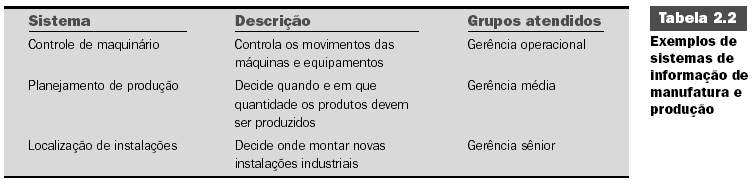 Sistema Descrição Grupos atendidos
Controle de maquinário Controla os movimentos das Gerência operacional
máquinas e equipamentos
Planejamento de produção Decide quando e em que Gerência média
quantidade os produtos devem
ser produzidos
Localização de instalações Decide onde montar novas Gerência sênior
instalações industriais
Tabela 2.2
Exemplos de
sistemas de
informação de
manufatura e
produção